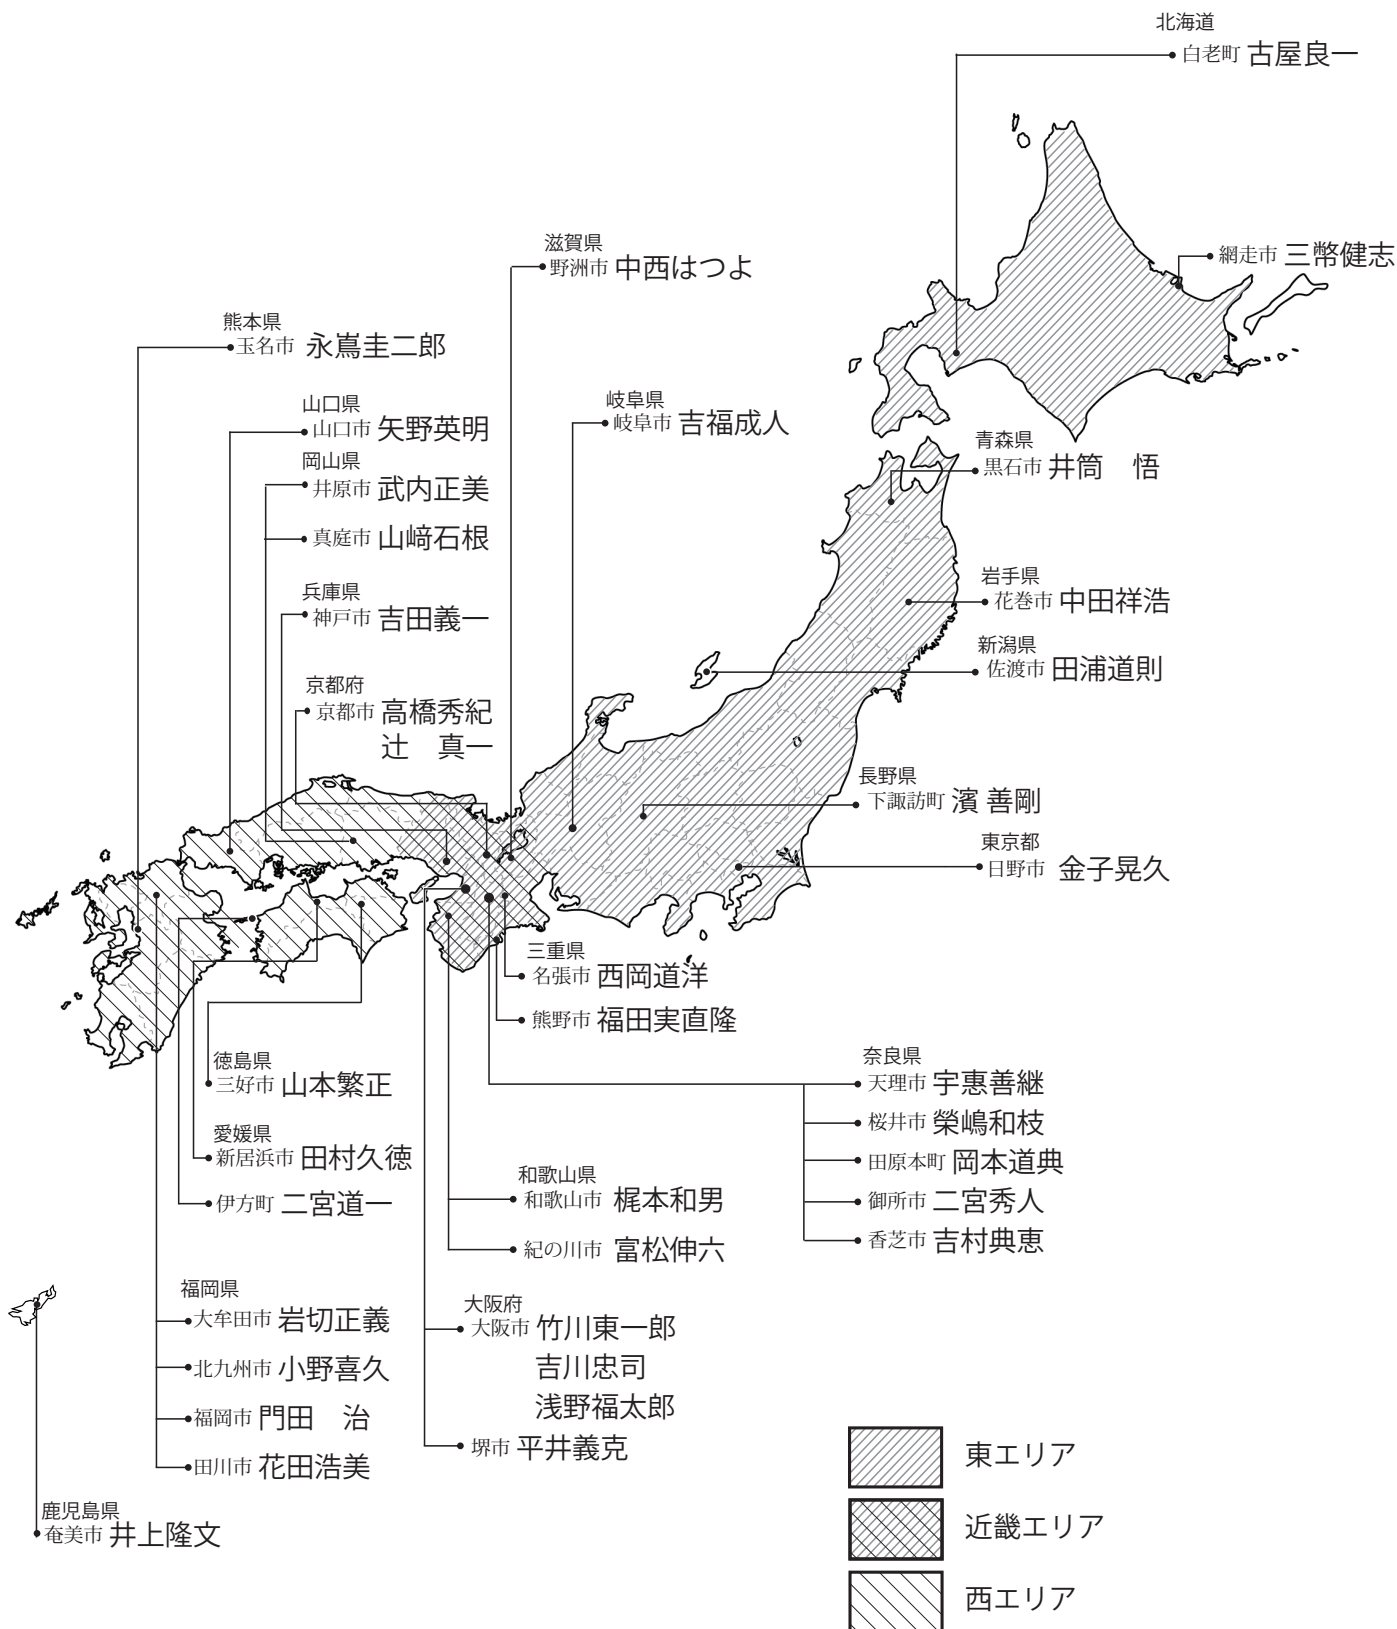 北海道
白老町 古屋良一
網走市 三幣健志
滋賀県
野洲市 中西はつよ
熊本県
玉名市 永嶌圭二郎
山口県
山口市 矢野英明
岡山県
井原市 武内正美
真庭市 山﨑石根
兵庫県
神戸市 吉田義一
京都府
京都市 高橋秀紀
辻　真一
岐阜県
岐阜市 吉福成人
青森県
黒石市 井筒　悟
岩手県
花巻市 中田祥浩
新潟県
佐渡市 田浦道則
長野県
下諏訪町 濱 善剛
東京都
日野市 金子晃久
三重県
名張市 西岡道洋
熊野市 福田実直隆
奈良県
天理市 宇惠善継
桜井市 榮嶋和枝
田原本町 岡本道典
御所市 二宮秀人
香芝市 吉村典恵
徳島県
三好市 山本繁正
愛媛県
新居浜市 田村久徳
伊方町 二宮道一
和歌山県
和歌山市 梶本和男
紀の川市 富松伸六
福岡県
大牟田市 岩切正義
北九州市 小野喜久
福岡市 門田　治
田川市 花田浩美
大阪府
大阪市 竹川東一郎
吉川忠司
浅野福太郎
堺市 平井義克
鹿児島県
奄美市 井上隆文
東エリア
近畿エリア
西エリア